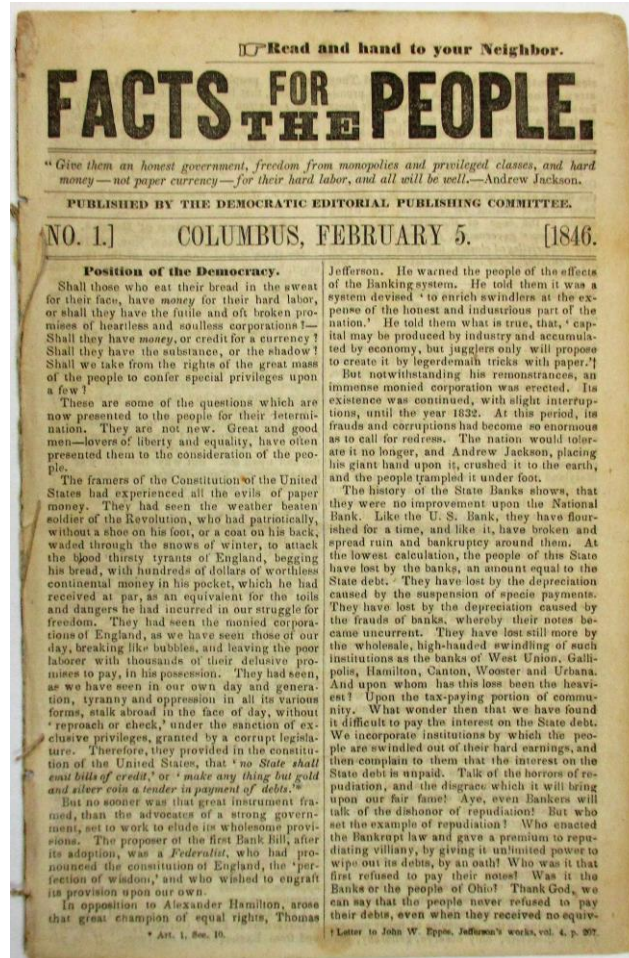 ☞Read and hand to your Neighbor.
FACTS FOR THE PEOPLE.
"Give them an honest government, freedom from monopolies and privileged classes, and hard
money—not paper currency—for their hard labor, and all will be well.—Andrew Jackson.
PUBLISHED BY THE DEMOCRATIC EDITORIAL PUBLISHING COMMITTEE.
NO. 1.] COLUMBUS, FEBRUARY 5. [1846.
Position of the Democracy.
Shall those who eat their bread in the sweat
for their face, have money for their hard labor,
or shall they have the futile and oft broken pro-
mises of heartless and soulless corporations?—
Shall they have money, or credit for a currency?
Shall they have the substance, or the shadow?
Shall we take from the rights of the great mass
of the people to confer special privileges upon
a few?
These are some of the questions which are
now presented to the people for their determi-
nation. They are not new. Great and good
men—lovers of liberty and equality, have often
presented them to the consideration of the peo-
ple.
The framers of the Constitution of the United
States had experienced all the evils of paper
money. They had seen the weather beaten
soldier of the Revolution, who had patriotically,
without a shoe on his foot, or a coat on his back,
waded through the snows of winter, to attack
the blood thirsty tyrants of England, begging
his bread, with hundreds of dollars of worthless
continental money in his pocket, which he had
received at par, as an equivalent for the toils
and dangers he had incurred in our struggle for
freedom. They had seen the monied corpora-
tions of England, as we have seen those of our
day, breaking like bubbles, and leaving the poor
laborer with thousands of their delusive pro-
mises to pay, in his possession. They had seen,
as we have seen in our own day and genera-
tion, tyranny and oppression in all its various
forms, stalk abroad in the face of day, without
'reproach or check,' under the sanction of ex-
clusive privileges, granted by a corrupt legisla-
ture. Therefore, they provided in the constitu-
tion of the United States, that 'no State shall
emit bills of credit,' or 'make any thing but gold
and silver coin a tender in payment of debts.'*
But no sooner was that great instrument fra-
med, than the advocates of a strong govern-
ment, set to work to elude its wholesome provi-
sions. The proposer of the first Bank Bill, after
its adoption, was a Federalist, who had pro-
nounced the constitution of England, the 'per-
fection of wisdom,' and who wished to engraft
its provision upon our own.
In opposition to Alexander Hamilton, arose
that great champion of equal rights, Thomas
* Art. 1, Sec. 10.
Jefferson. He warned the people of the effects
of the Banking system. He told them it was a
system devised 'to enrich swindlers at the ex-
pense of the honest and industrious part of the
nation.' He told them what is true, that, 'cap-
ital may be produced by industry and accumula-
ted by economy, but jugglers only will propose
to create it by legerdemain tricks with paper.'†
But notwithstanding his remonstrances, an
immense monied corporation was erected. Its
existence was continued, with slight interrup-
tions, until the year 1832. At this period, its
frauds and corruptions had become so enormous
as to call for redress. The nation would toler-
ate it no longer, and Andrew Jackson, placing
his giant hand upon it, crushed it to the earth,
and the people trampled it under foot.
The history of the State Banks shows, that
they were no improvement upon the National
Bank. Like the U. S. Bank, they have flour-
ished for a time, and like it, have broken and
spread ruin and bankruptcy around them. At
the lowest calculation, the people of this State
have lost by the banks, an amount equal to the
State debt. They have lost by the depreciation
caused by the suspension of specie payments.
They have lost by the depreciation caused by
the frauds of banks, whereby their notes be-
came uncurrent. They have lost still more by
the wholesale, high-handed swindling of such
institutions as the banks of West Union, Galli-
polis, Hamilton, Canton, Wooster and Urbana.
And upon whom has this loss been the heavi-
est? Upon the tax-paying portion of commu-
nity. What wonder then that we have found
it difficult to pay the interest on the State debt.
We incorporate institutions by which the peo-
ple are swindled out of their hard earnings, and
then complain to them that the interest on the
State debt is unpaid. Talk of the horrors of re-
pudiation, and the disgrace which it will bring
upon our fair fame! Aye, even Bankers will
talk of the dishonor of repudiation! But who
set the example of repudiation? Who enacted
the Bankrupt law and gave a premium to repu-
diating villiany, by giving it unlimited power to
wipe out its debts, by an oath? Who was it that
first refused to pay their notes? Was it the
Banks or the people of Ohio? Thank God, we
can say that the people never refused to pay
their debts, even when they received no equiv-
† Letter to John W. Eppes, Jefferson's works, vol. 4, p. 207.